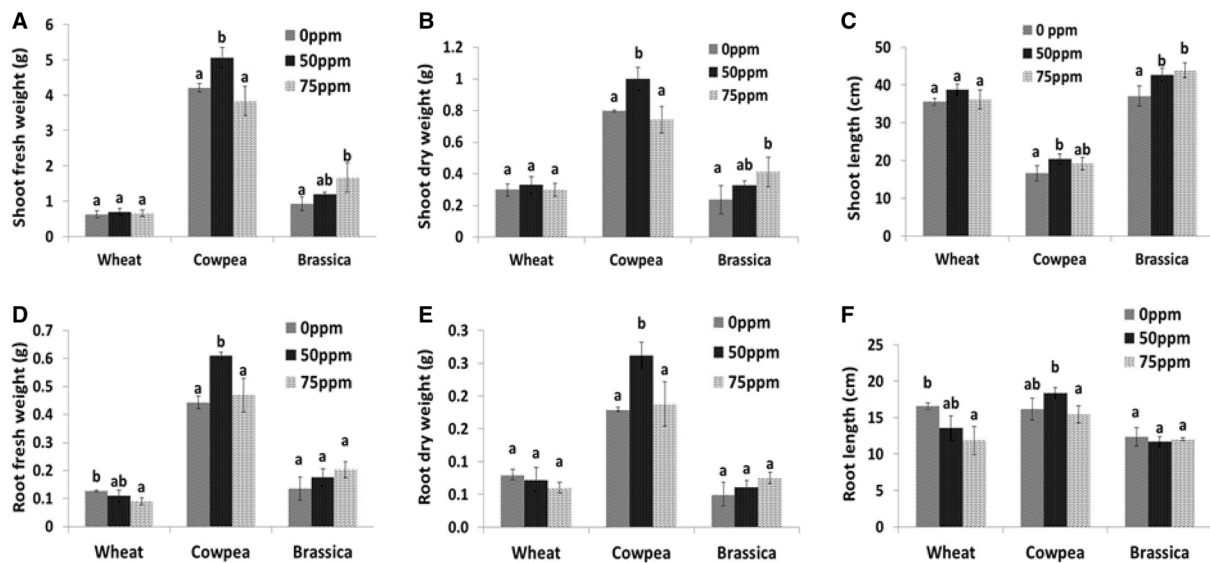 A
Shoot fresh weight (g)
6
5
4
3
2
1
0
0ppm
50ppm
75ppm
a a a
a b a
a ab b
Wheat Cowpea Brassica
B
Shoot dry weight (g)
1.2
1
0.8
0.6
0.4
0.2
0
0ppm
50ppm
75ppm
a a a
a b a
a ab b
Wheat Cowpea Brassica
C
Shoot length (cm)
50
40
30
20
10
0
0 ppm
50ppm
75ppm
a a a
a b ab
a b b
Wheat Cowpea Brassica
D
Root fresh weight (g)
0.7
0.6
0.5
0.4
0.3
0.2
0.1
0
0ppm
50ppm
75ppm
b ab a
a b a
a a a
Wheat Cowpea Brassica
E
Root dry weight (g)
0.3
0.3
0.2
0.2
0.1
0.1
0.0
0ppm
50ppm
75ppm
a a a
a b a
a a a
Wheat Cowpea Brassica
F
Root length (cm)
25
20
15
10
5
0
0ppm
50ppm
75ppm
b ab a
ab b a
a a a
Wheat Cowpea Brassica